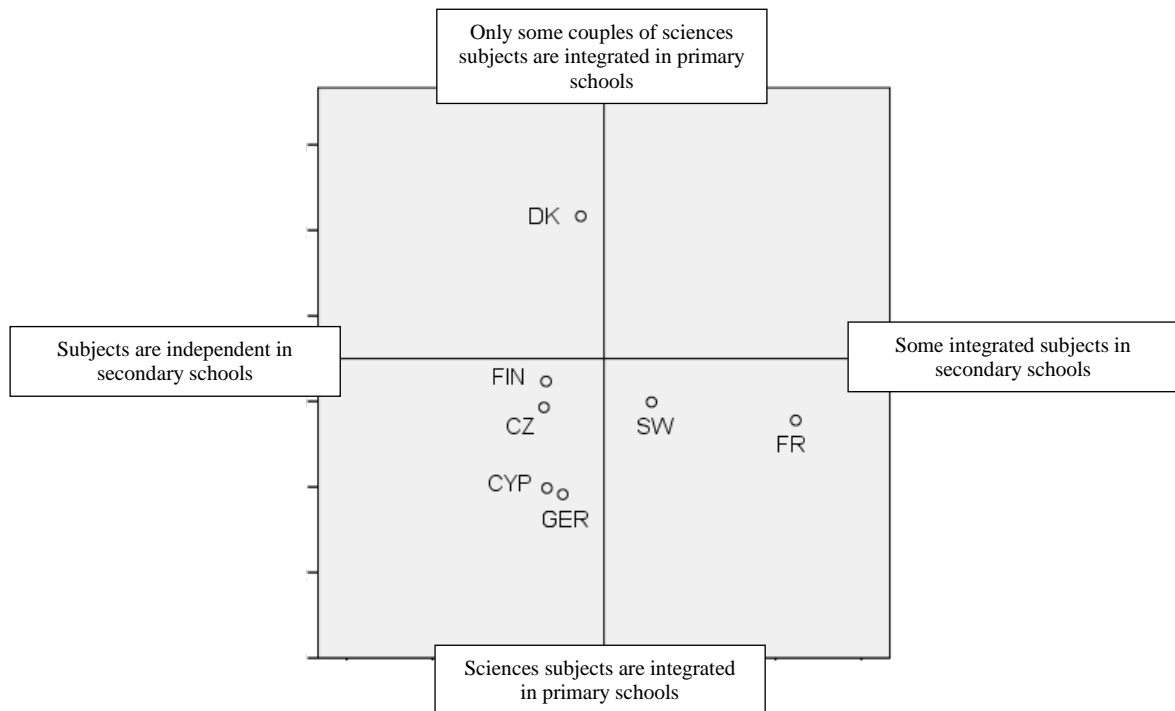 Only some couples of sciences
subjects are integrated in primary
schools
DK
Subjects are independent in
secondary schools
Some integrated subjects in
secondary schools
FIN
CZ
SW
FR
CYP
GER
Sciences subjects are integrated
in primary schools